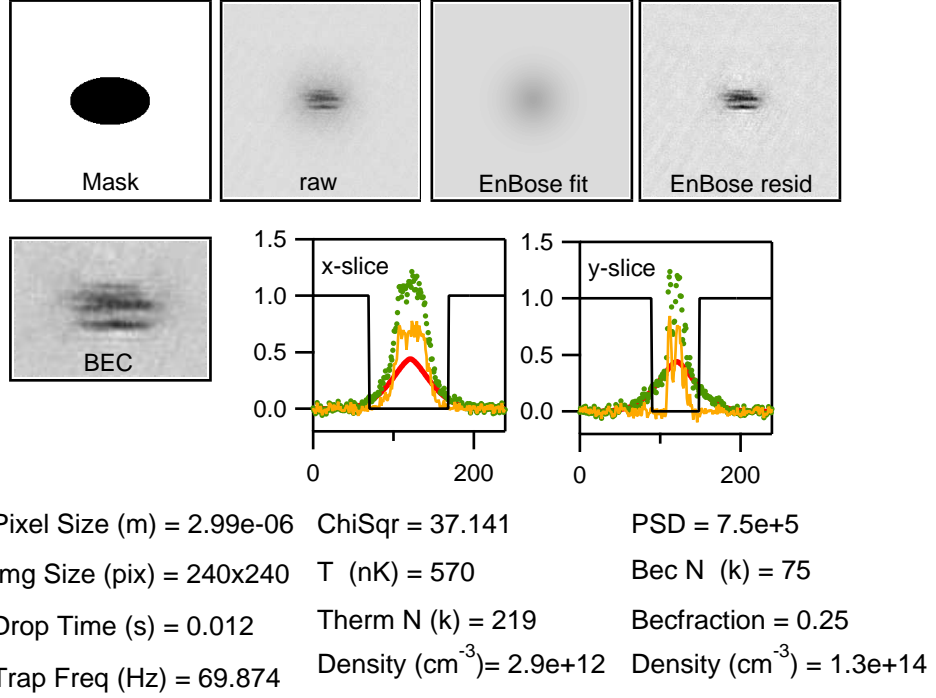 Mask
raw
EnBose fit
EnBose resid
BEC
1.5
1.0
0.5
0.0
x-slice
0
200
1.5
1.0
0.5
0.0
y-slice
0
200
Pixel Size (m) = 2.99e-06
ChiSqr = 37.141
PSD = 7.5e+5
mg Size (pix) = 240x240
T (nK) = 570
Bec N (k) = 75
Drop Time (s) = 0.012
Therm N (k) = 219
Becfraction = 0.25
Trap Freq (Hz) = 69.874
Density (cm-3)= 2.9e+12
Density (cm-3) = 1.3e+14